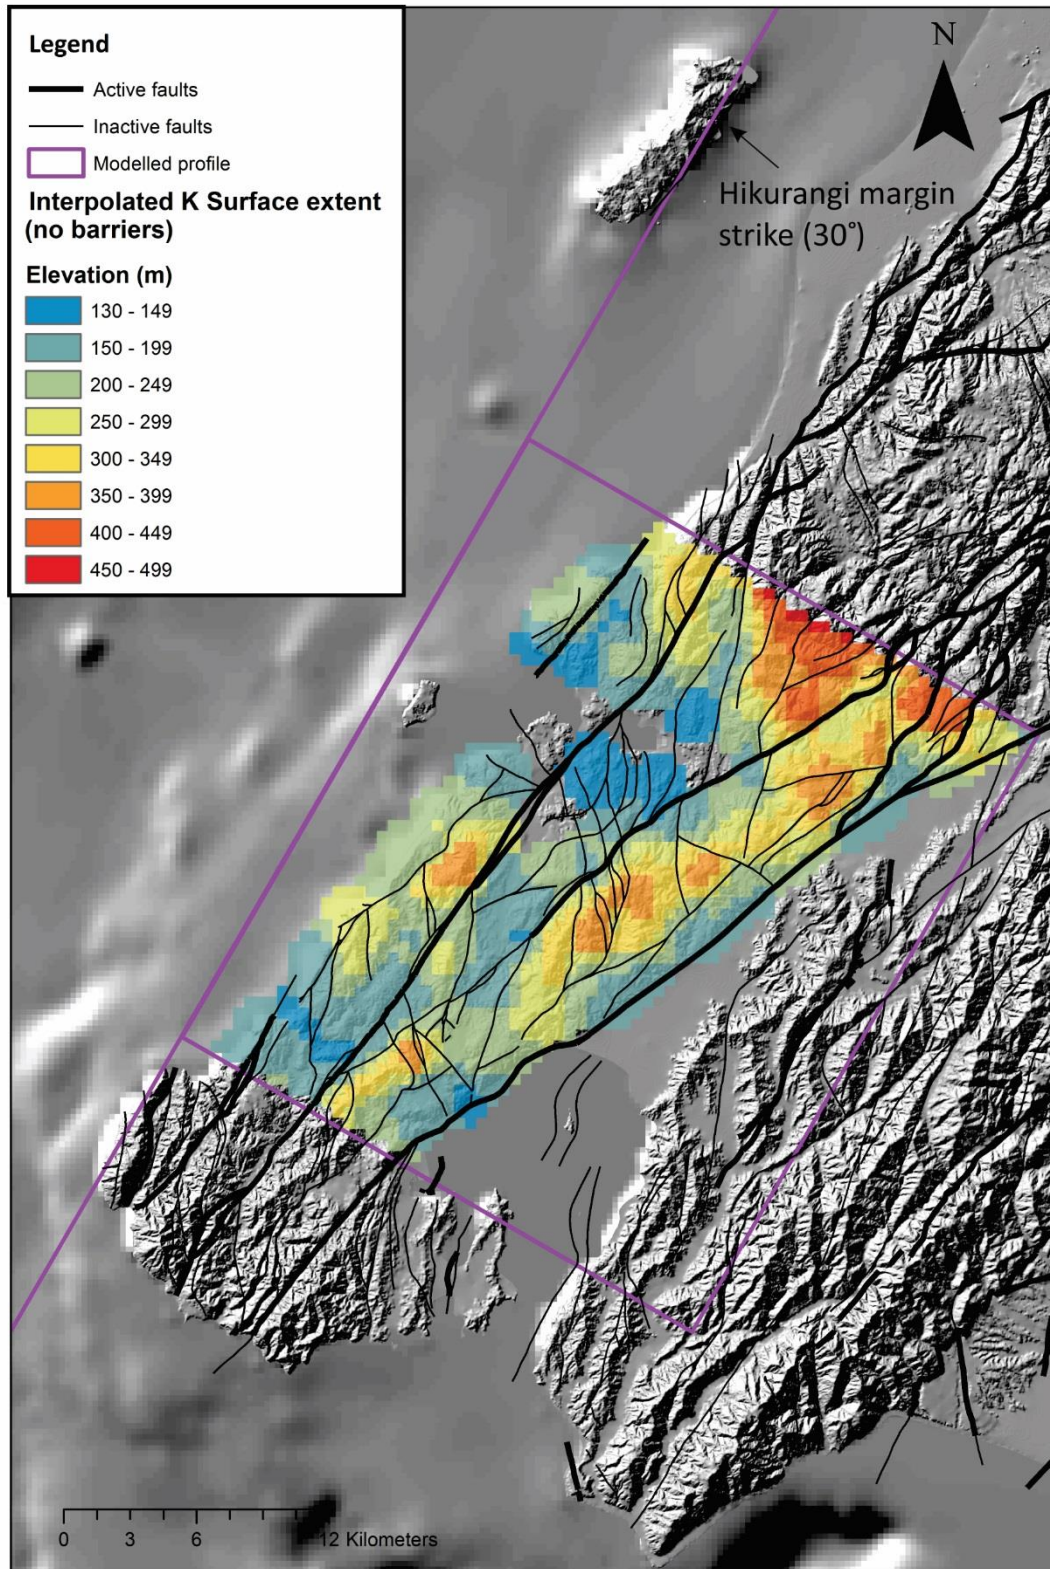 Legend
Active faults
Inactive faults
Modelled profile
Interpolated K Surface extent
(no barriers)
Elevation (m)
130 - 149
150 - 199
200 - 249
250 - 299
300 - 349
350 - 399
400 - 449
450 - 499
N
Hikurangi margin
strike (30°)
0 3 6 12 Kilometers